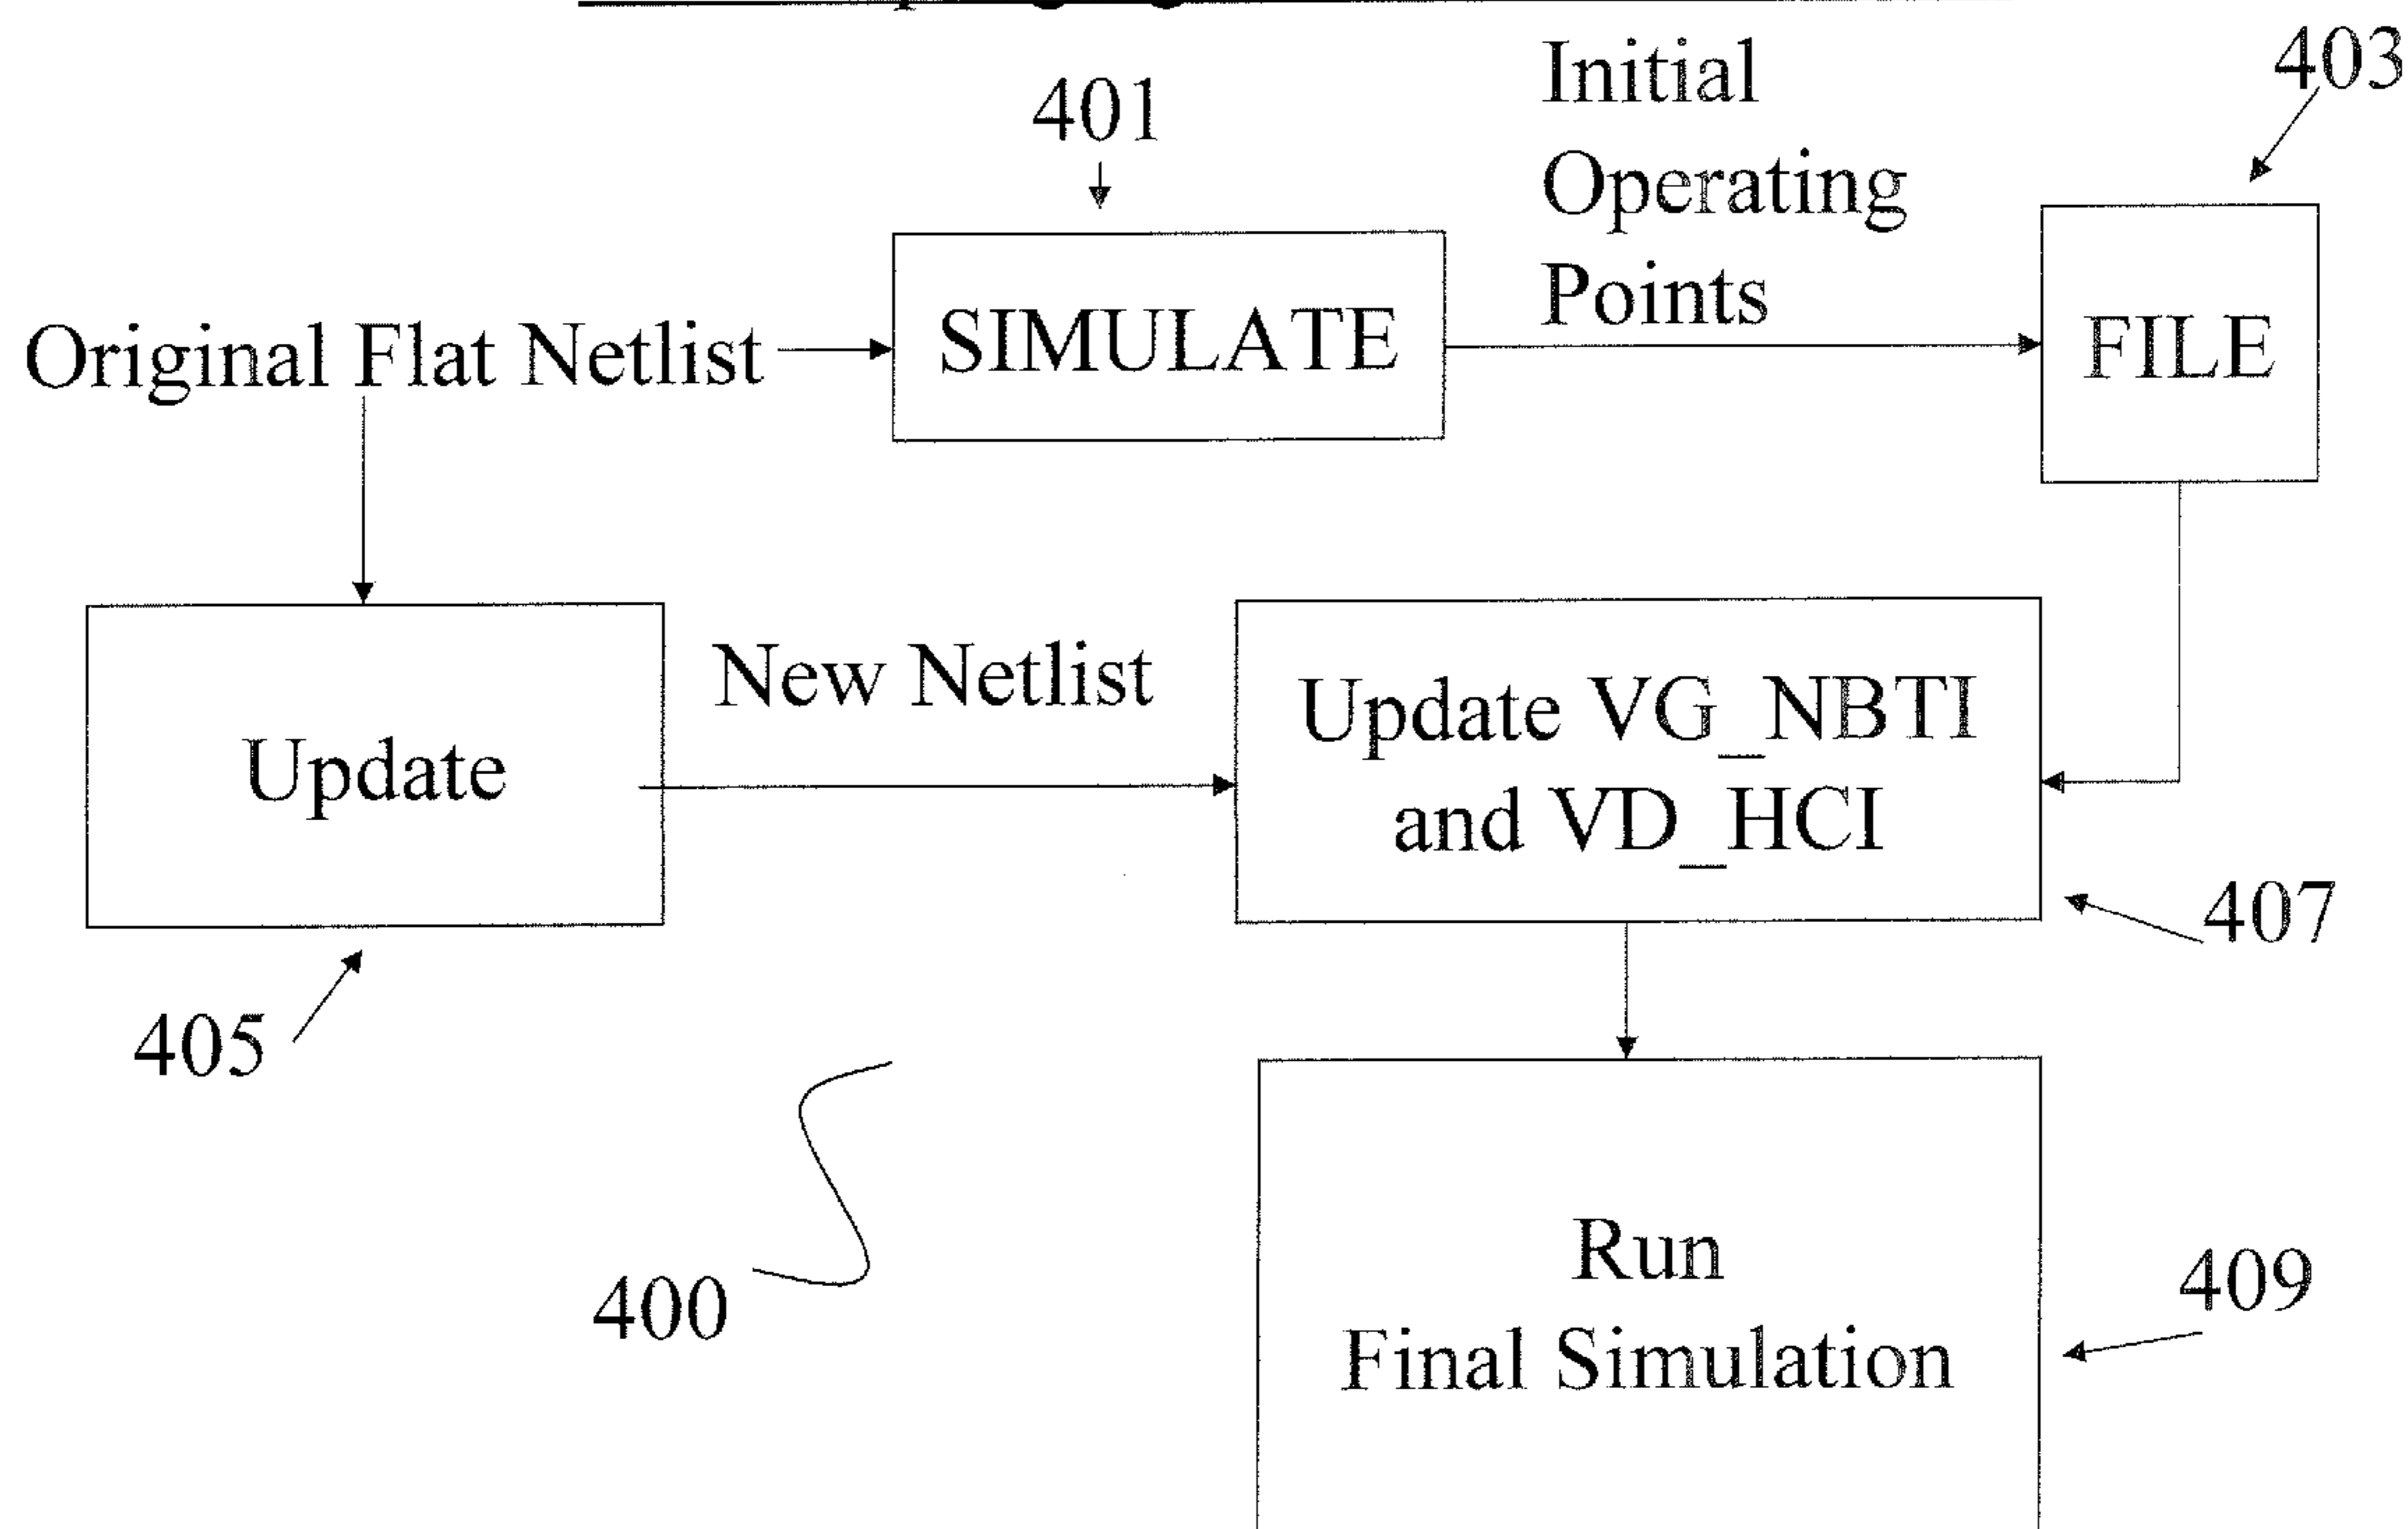 403
401
Initial
Operating
Points
Original Flat Netlist
SIMULATE
FILE
New Netlist
Update
Update VG_NBTI
and VD_HCI
407
405
400
Run
Final Simulation
409